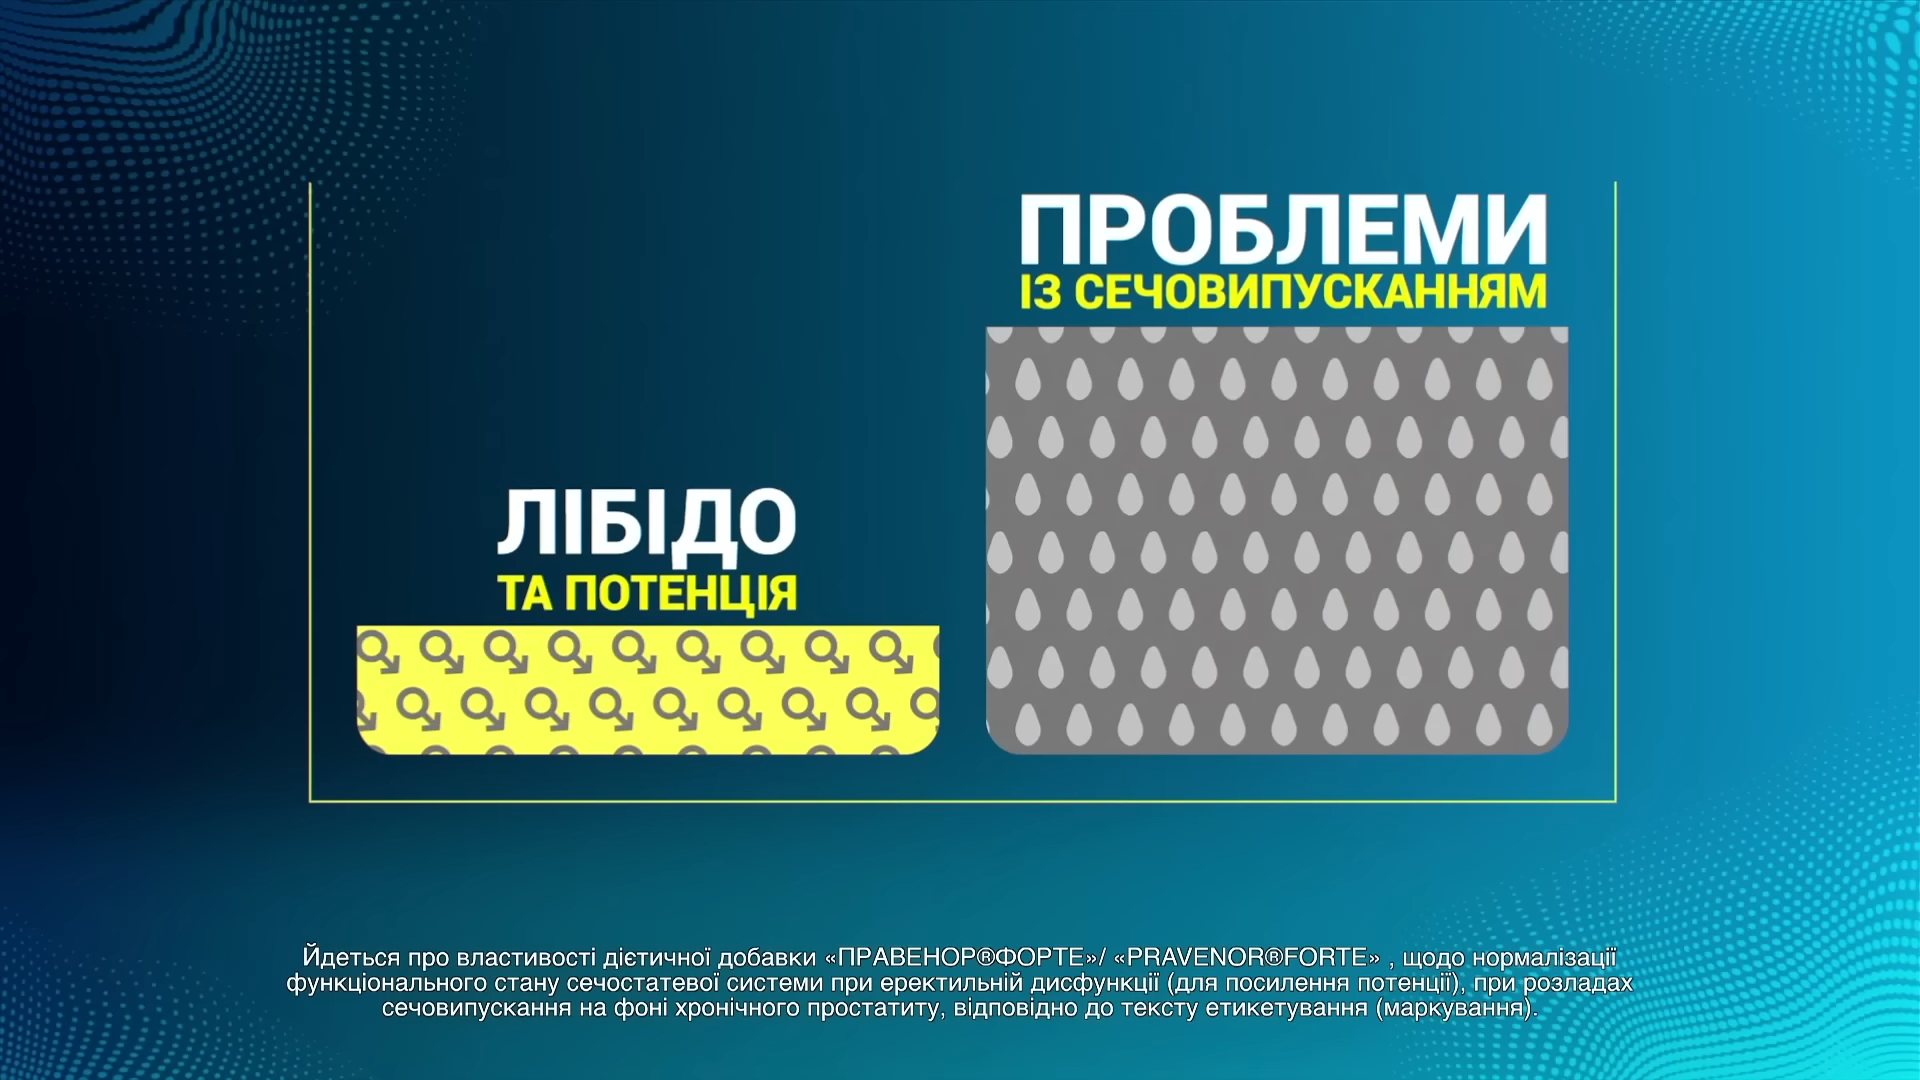 ПРОБЛЕМИ
ІЗ СЕЧОВИПУСКАННЯМ
ЛІБІДО
ТА ПОТЕНЦІЯ
Йдеться про властивості дієтичної добавки «ПРАВЕНОР®ФОРТЕ»/ «PRAVENOR®FORTE» , щодо нормалізації
функціонального стану сечостатевої системи при еректильній дисфункції (для посилення потенції), при розладах
сечовипускання на фоні хронічного простатиту, відповідно до тексту етикетування (маркування).